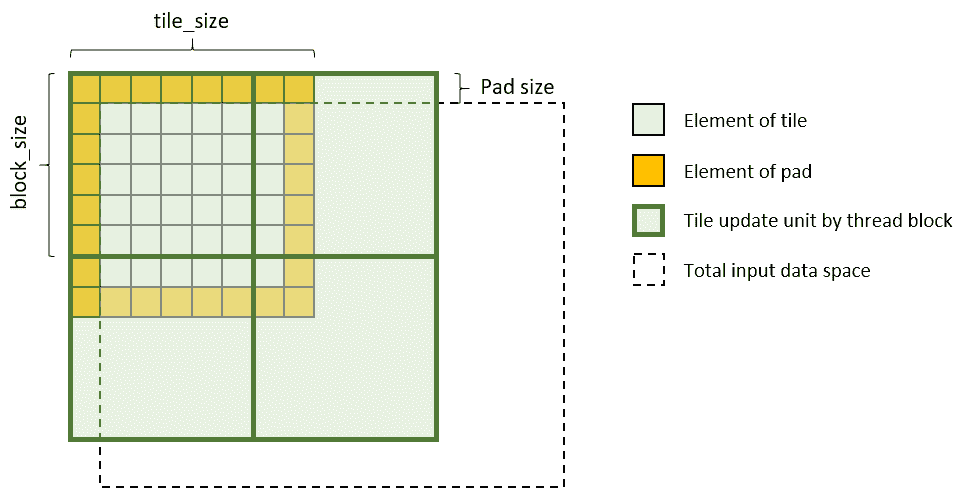 tile_size
block_size
Pad size
Element of tile
Element of pad
Tile update unit by thread block
Total input data space